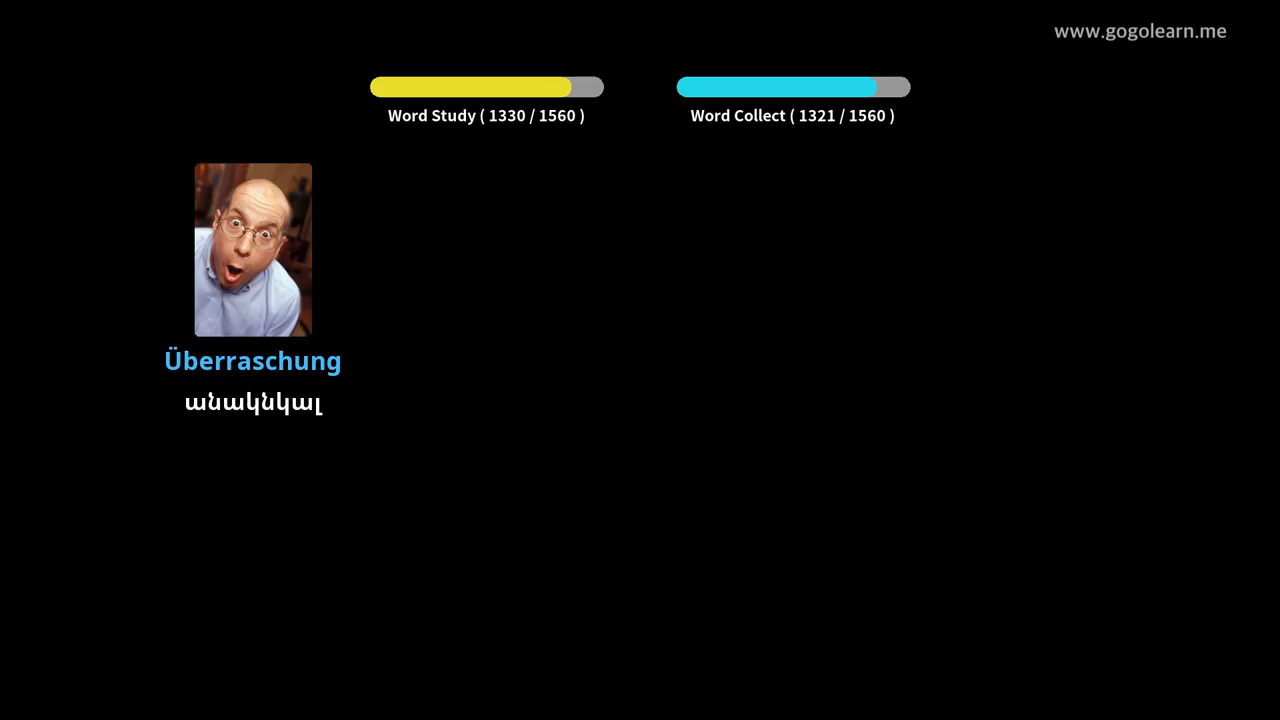 www.gogolearn.me
Word Study ( 1330 / 1560 )
Word Collect ( 1321 / 1560 )
Überraschung
անակնկալ